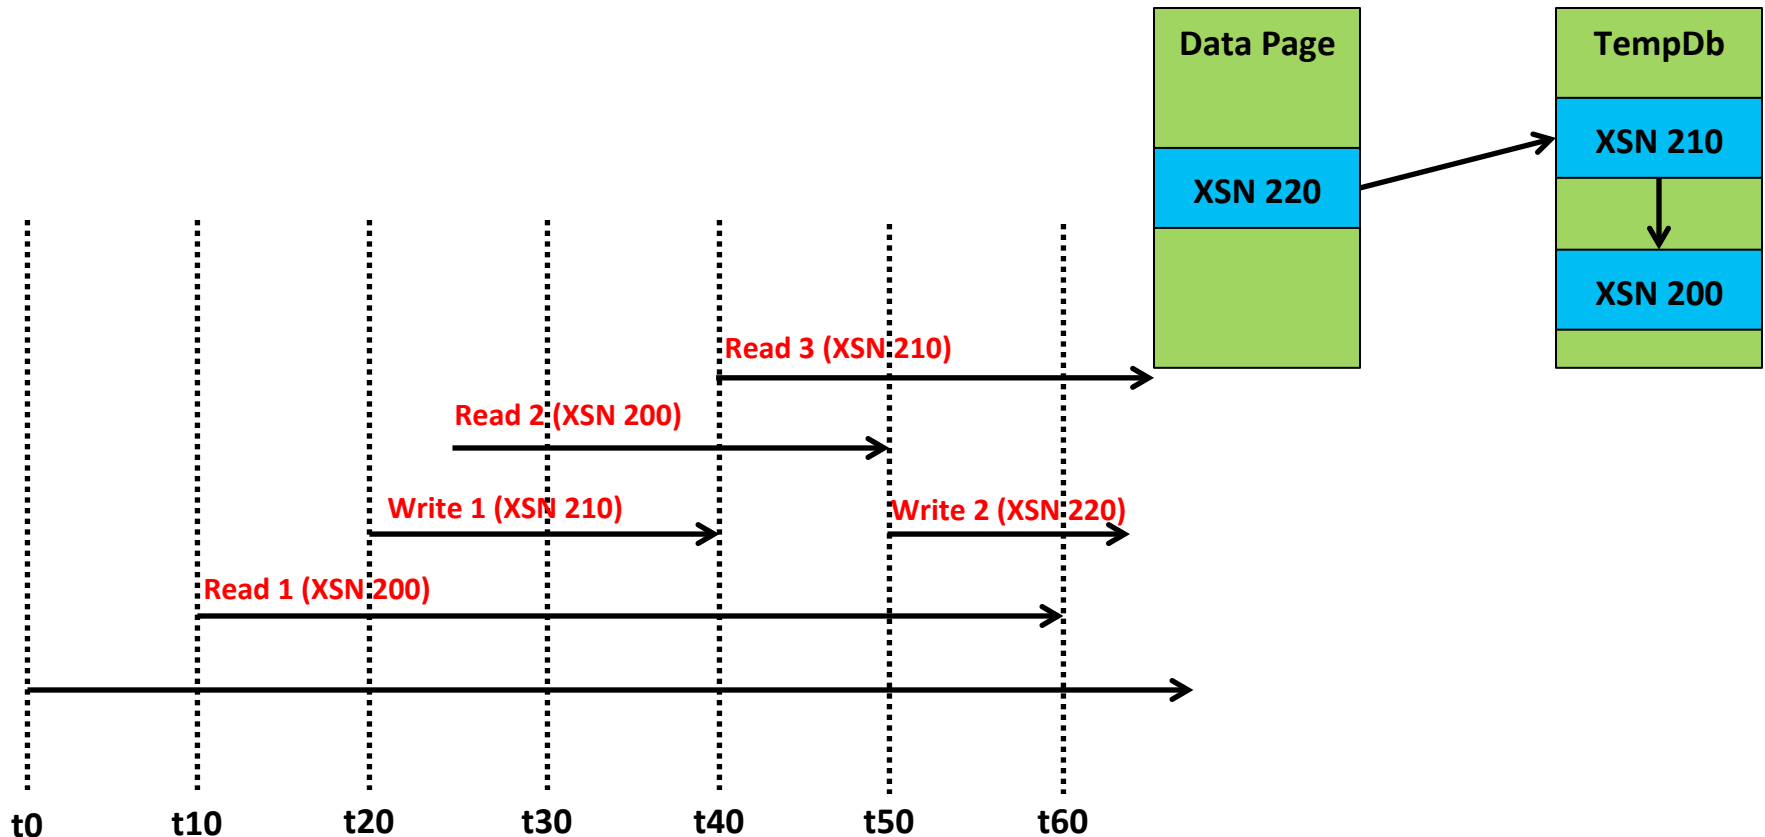 Data Page
TempDb
XSN 210
XSN 220
XSN 200
Read 3 (XSN 210)
Read 2 (XSN 200)
Write 1 (XSN 210)
Write 2 (XSN 220)
Read 1 (XSN 200)
t0
t10
t20
t30
t40
t50
t60